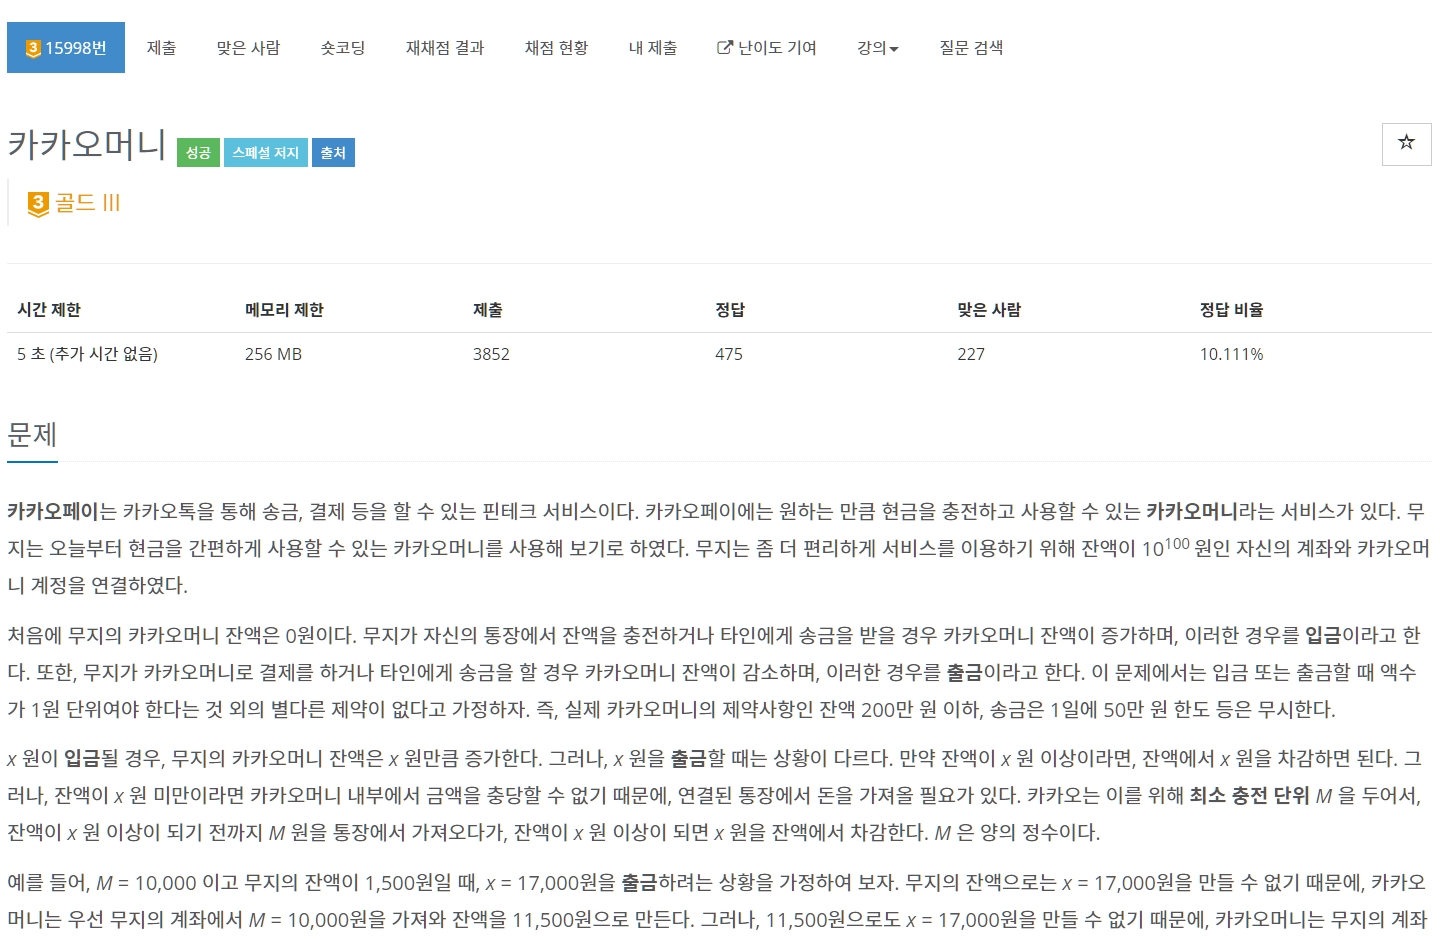 3 15998번 제출 맞은 사람 숏코딩 재채점 결과 채점 현황 내 제출 난이도 기여 강의 질문 검색
카카오머니 성공 스페셜 저지 출처
3 골드 III
시간 제한 메모리 제한 제출 정답 맞은 사람 정답 비율
5 초 (추가 시간 없음) 256 MB 3852 475 227 10.111%
문제
카카오페이는 카카오톡을 통해 송금, 결제 등을 할 수 있는 핀테크 서비스이다. 카카오페이에는 원하는 만큼 현금을 충전하고 사용할 수 있는 카카오머니라는 서비스가 있다. 무
지는 오늘부터 현금을 간편하게 사용할 수 있는 카카오머니를 사용해 보기로 하였다. 무지는 좀 더 편리하게 서비스를 이용하기 위해 잔액이 10^100 원인 자신의 계좌와 카카오머
니 계정을 연결하였다.
처음에 무지의 카카오머니 잔액은 0원이다. 무지가 자신의 통장에서 잔액을 충전하거나 타인에게 송금을 받을 경우 카카오머니 잔액이 증가하며, 이러한 경우를 입금이라고 한
다. 또한, 무지가 카카오머니로 결제를 하거나 타인에게 송금을 할 경우 카카오머니 잔액이 감소하며, 이러한 경우를 출금이라고 한다. 이 문제에서는 입금 또는 출금할 때 액수
가 1원 단위여야 한다는 것 외의 별다른 제약이 없다고 가정하자. 즉, 실제 카카오머니의 제약사항인 잔액 200만 원 이하, 송금은 1일에 50만 원 한도 등은 무시한다.
x 원이 입금될 경우, 무지의 카카오머니 잔액은 x 원만큼 증가한다. 그러나, x 원을 출금할 때는 상황이 다르다. 만약 잔액이 x 원 이상이라면, 잔액에서 x 원을 차감하면 된다. 그
러나, 잔액이 x 원 미만이라면 카카오머니 내부에서 금액을 충당할 수 없기 때문에, 연결된 통장에서 돈을 가져올 필요가 있다. 카카오는 이를 위해 최소 충전 단위 M 을 두어서,
잔액이 x 원 이상이 되기 전까지 M 원을 통장에서 가져오다가, 잔액이 x 원 이상이 되면 x 원을 잔액에서 차감한다. M 은 양의 정수이다.
예를 들어, M = 10,000 이고 무지의 잔액이 1,500원일 때, x = 17,000원을 출금하려는 상황을 가정하여 보자. 무지의 잔액으로는 x = 17,000원을 만들 수 없기 때문에, 카카오
머니는 우선 무지의 계좌에서 M = 10,000원을 가져와 잔액을 11,500원으로 만든다. 그러나, 11,500원으로도 x = 17,000원을 만들 수 없기 때문에, 카카오머니는 무지의 계좌